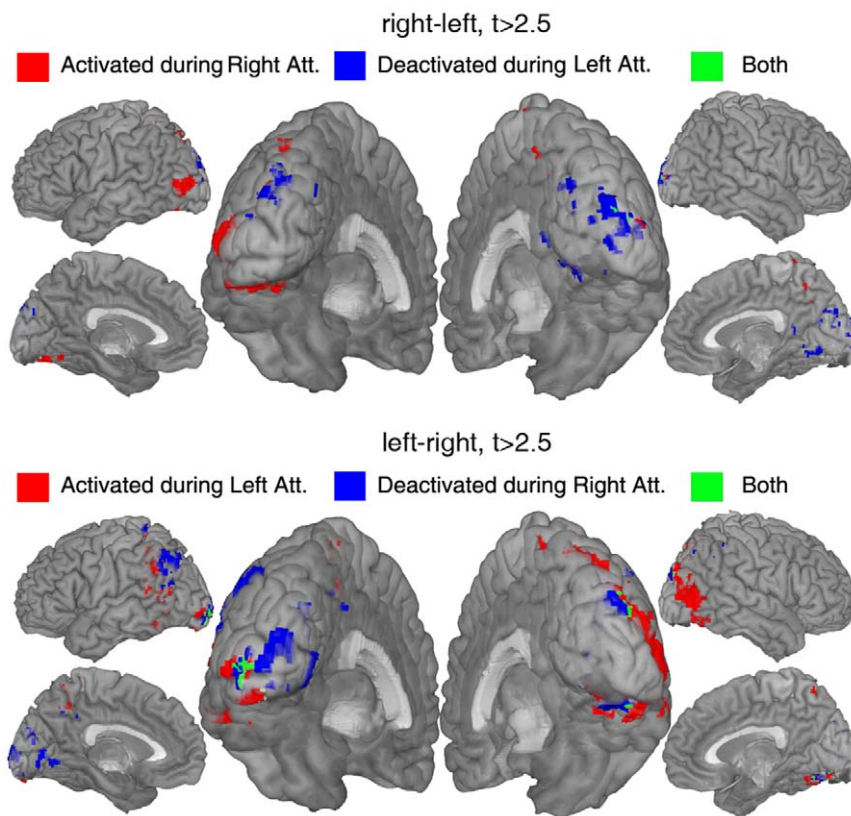 right-left, t>2.5
Activated during Right Att. Deactivated during Left Att. Both
left-right, t>2.5
Activated during Left Att. Deactivated during Right Att. Both